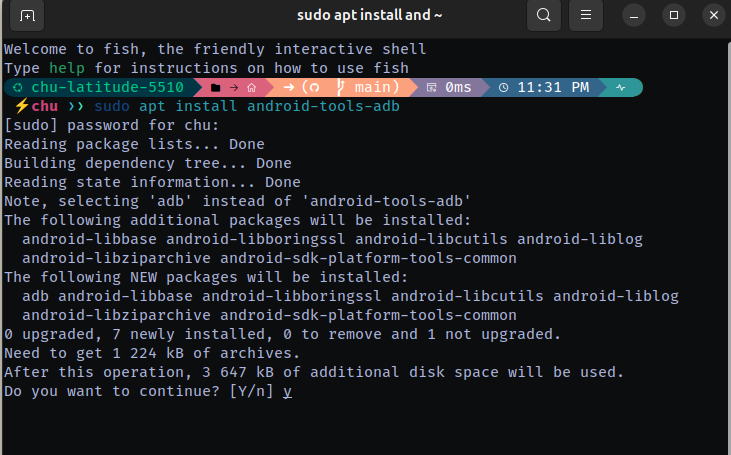 sudo apt install and ~
Welcome to fish, the friendly interactive shell
Type help for instructions on how to use fish
chu-latitude-5510 → ➜ ( main) 0ms 11:31 PM
⚡chu ❯❯ sudo apt install android-tools-adb
[sudo] password for chu:
Reading package lists... Done
Building dependency tree... Done
Reading state information... Done
Note, selecting 'adb' instead of 'android-tools-adb'
The following additional packages will be installed:
  android-libbase android-libboringssl android-libcutils android-liblog
  android-libziparchive android-sdk-platform-tools-common
The following NEW packages will be installed:
  adb android-libbase android-libboringssl android-libcutils android-liblog
  android-libziparchive android-sdk-platform-tools-common
0 upgraded, 7 newly installed, 0 to remove and 1 not upgraded.
Need to get 1 224 kB of archives.
After this operation, 3 647 kB of additional disk space will be used.
Do you want to continue? [Y/n] y